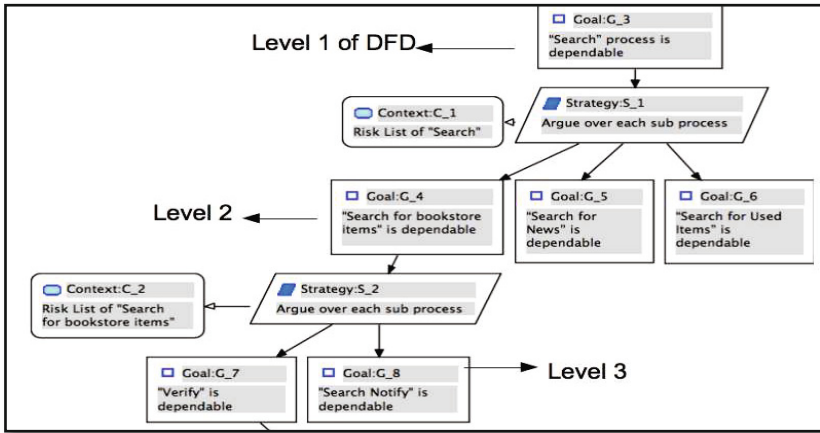 Goal:G_3
Level 1 of DFD
"Search" process is
dependable
Strategy:S_1
Context:C_1
Argue over each sub process
Risk List of "Search"
Goal:G_4
Goal:G_5
Goal:G_6
Level 2
"Search for bookstore
items" is dependable
"Search for
News" is
dependable
"Search for Used
Items" is
dependable
Context:C_2
Strategy:S_2
Risk List of "Search
for bookstore items"
Argue over each sub process
Goal:G_7
Goal:G_8
Level 3
"Verify" is
dependable
"Search Notify" is
dependable